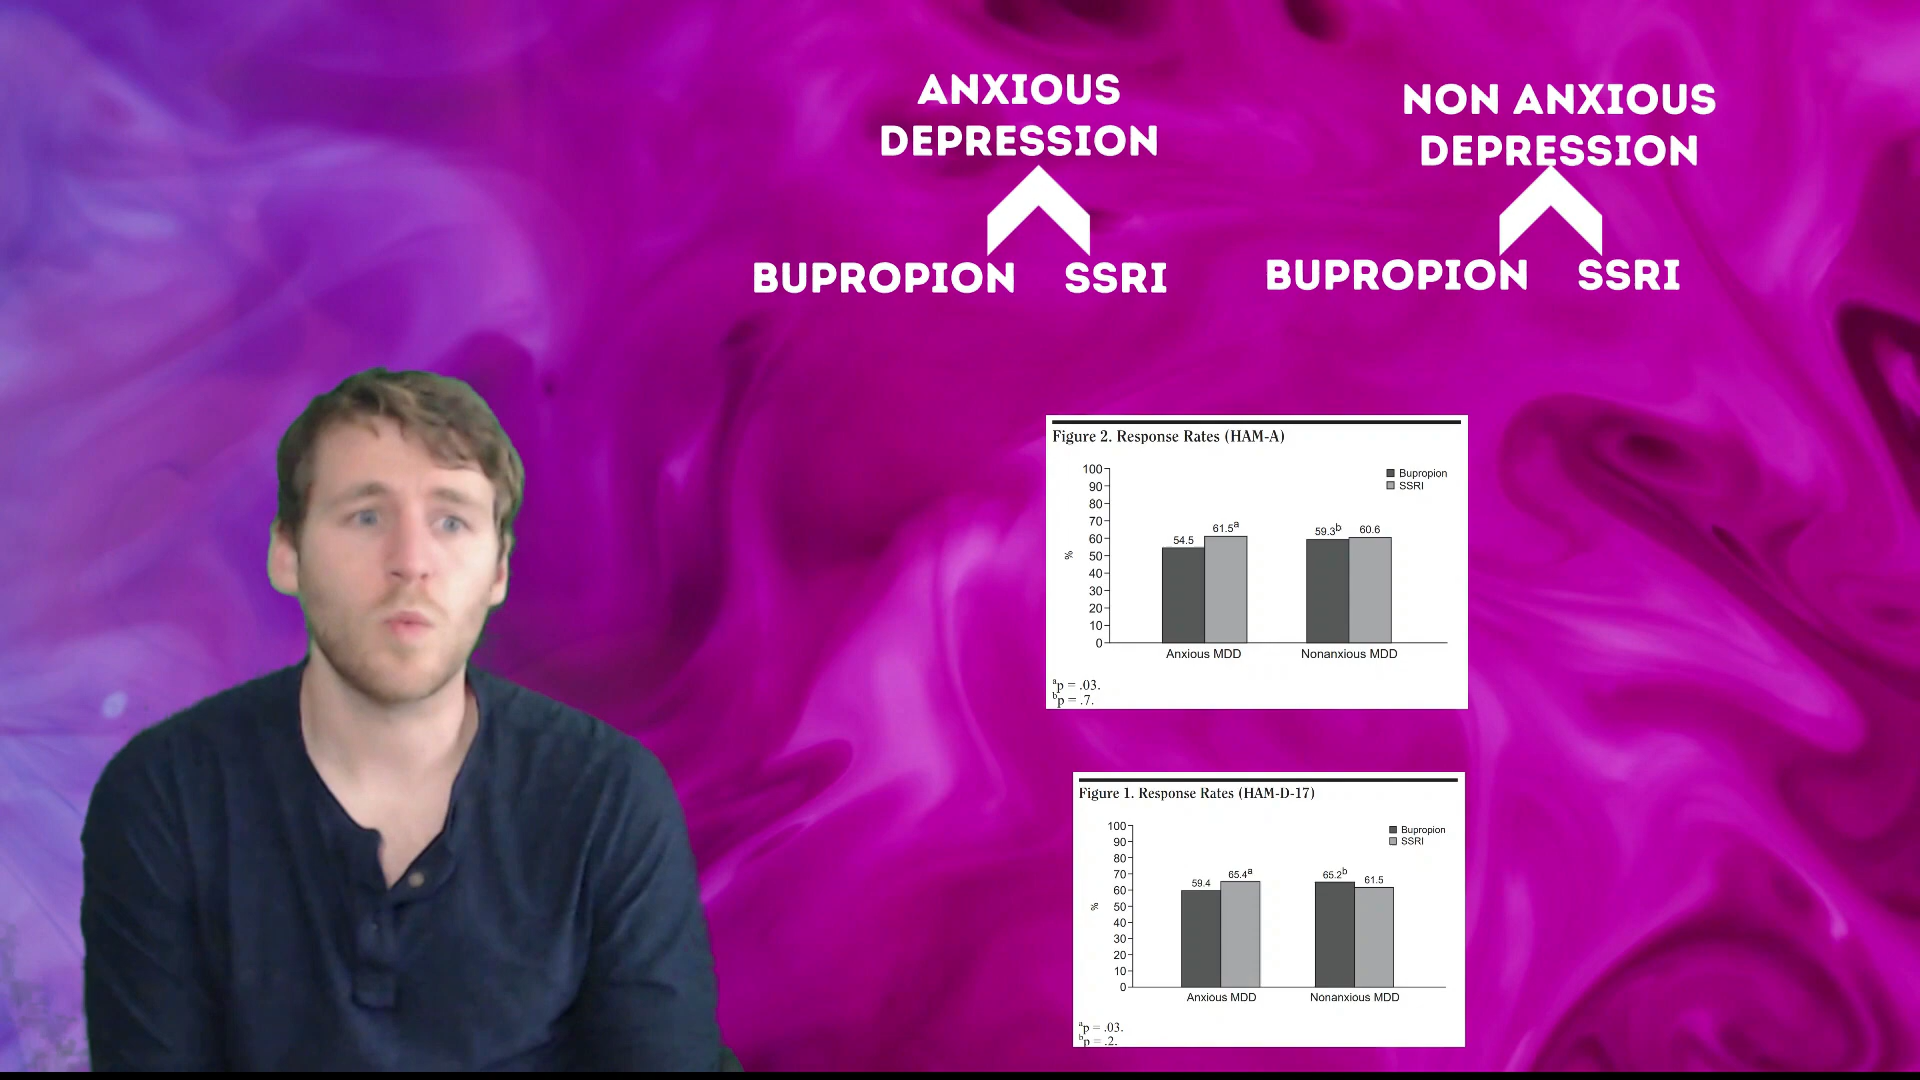 ANXIOUS
DEPRESSION
BUPROPION SSRI
NON ANXIOUS
DEPRESSION
BUPROPION SSRI
Figure 2. Response Rates (HAM-A)
Bupropion
SSRI
100
90
80
70
60
50
40
30
20
10
0
%
54.5
61.5a
59.3b
60.6
Anxious MDD
Nonanxious MDD
ap = .03.
bp = .7.
Figure 1. Response Rates (HAM-D-17)
Bupropion
SSRI
100
90
80
70
60
50
40
30
20
10
0
%
59.4
65.4a
65.2b
61.5
Anxious MDD
Nonanxious MDD
ap = .03.
bp = .2.